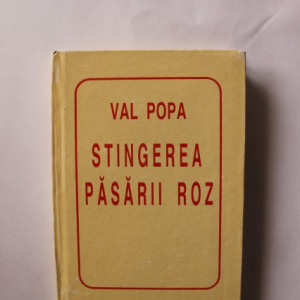 VAL POPA
STINGEREA
PĂSĂRII ROZ